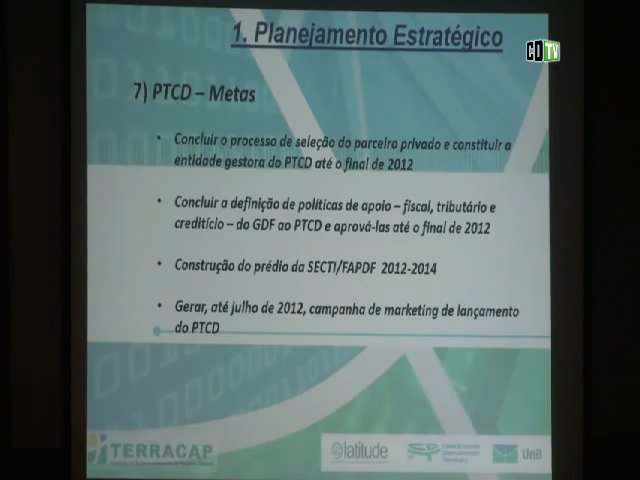 1. Planejamento Estratégico
CDTV
7) PTCD – Metas
• Concluir o processo de seleção do parceiro privado e constituir a
entidade gestora do PTCD até o final de 2012
• Concluir a definição de políticas de apoio – fiscal, tributário e
creditício – do GDF ao PTCD e aprová-las até o final de 2012
• Construção do prédio da SECTI/FAPDF 2012-2014
• Gerar, até julho de 2012, campanha de marketing de lançamento
do PTCD
TERRACAP
latitude
UnB